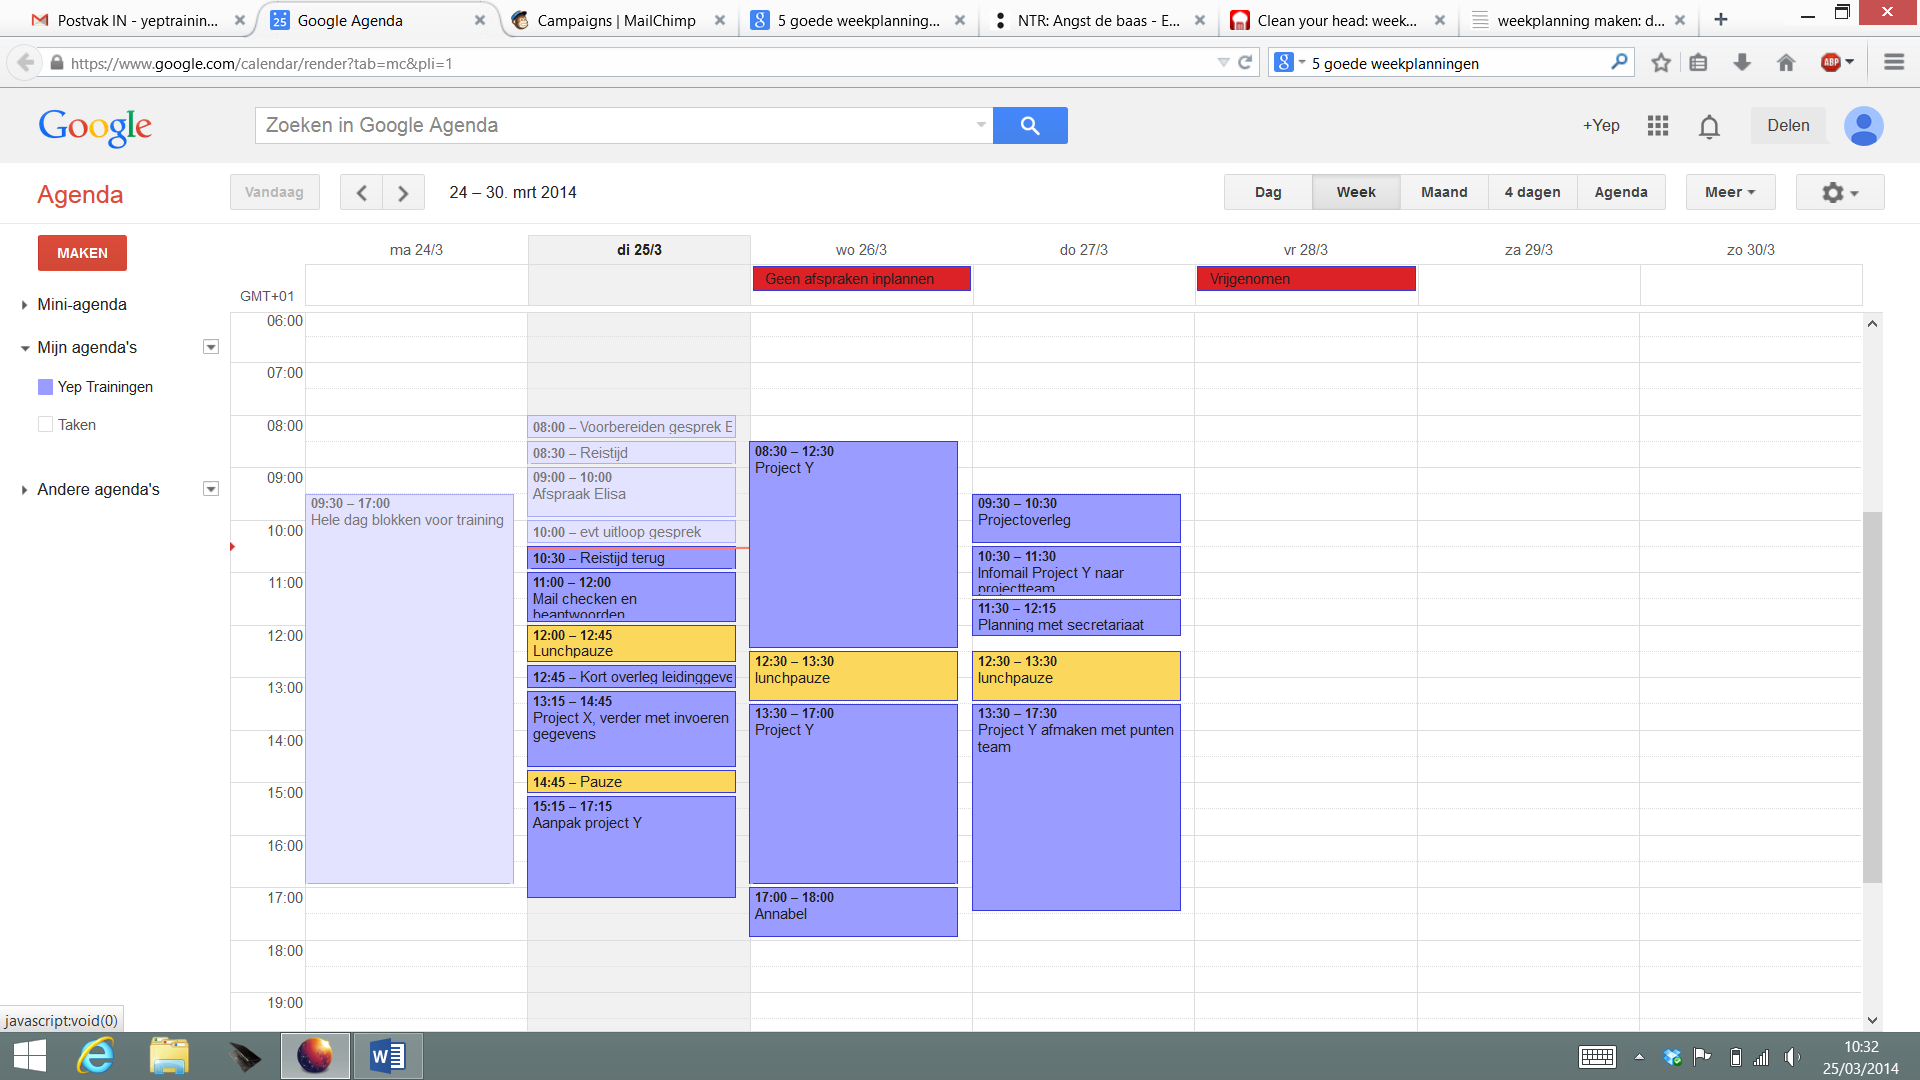 Postvak IN - yeptrainin...
Google Agenda
Campaigns | MailChimp
5 goede weekplanning...
NTR: Angst de baas - E...
Clean your head: week...
weekplanning maken: d...
https://www.google.com/calendar/render?tab=mc&pli=1
5 goede weekplanningen
ABP
Google
Zoeken in Google Agenda
+Yep
Delen
Agenda
Vandaag
24 – 30. mrt 2014
Dag
Week
Maand
4 dagen
Agenda
Meer
MAKEN
Mini-agenda
Mijn agenda's
Yep Trainingen
Taken
Andere agenda's
ma 24/3
di 25/3
wo 26/3
do 27/3
vr 28/3
za 29/3
zo 30/3
GMT+01
Geen afspraken inplannen
Vrijgenomen
06:00
07:00
08:00
09:00
10:00
11:00
12:00
13:00
14:00
15:00
16:00
17:00
18:00
19:00
09:30 – 17:00
Hele dag blokken voor training
08:00 – Voorbereiden gesprek E
08:30 – Reistijd
09:00 – 10:00
Afspraak Elisa
10:00 – evt uitloop gesprek
10:30 – Reistijd terug
11:00 – 12:00
Mail checken en
beantwoorden
12:00 – 12:45
Lunchpauze
12:45 – Kort overleg leidinggeve
13:15 – 14:45
Project X, verder met invoeren
gegevens
14:45 – Pauze
15:15 – 17:15
Aanpak project Y
08:30 – 12:30
Project Y
12:30 – 13:30
lunchpauze
13:30 – 17:00
Project Y
17:00 – 18:00
Annabel
09:30 – 10:30
Projectoverleg
10:30 – 11:30
Infomail Project Y naar
projectteam
11:30 – 12:15
Planning met secretariaat
12:30 – 13:30
lunchpauze
13:30 – 17:30
Project Y afmaken met punten
team
javascript:void(0)
10:32
25/03/2014